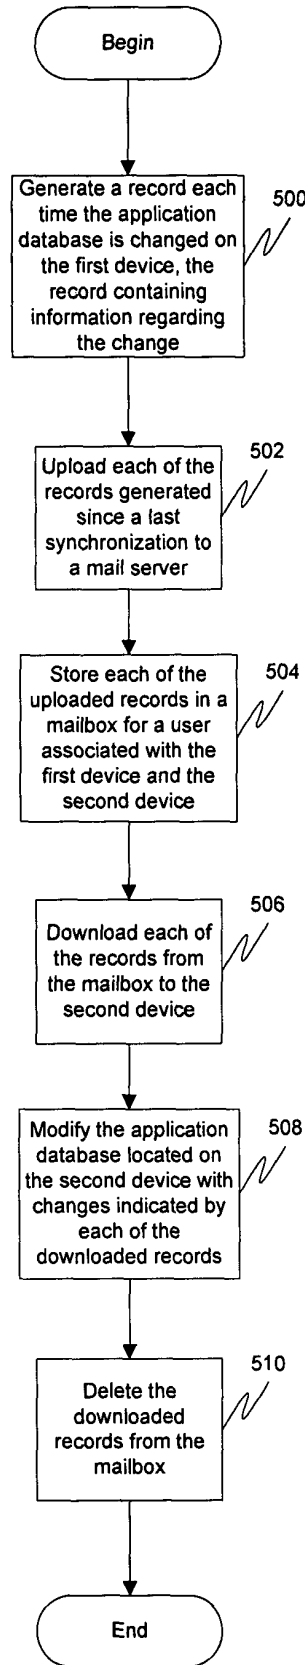 Begin
Generate a record each
time the application
database is changed on
the first device, the
record containing
information regarding
the change
500
Upload each of the
records generated
since a last
synchronization to
a mail server
502
Store each of the
uploaded records in a
mailbox for a user
associated with the
first device and the
second device
504
Download each of
the records from
the mailbox to the
second device
506
Modify the application
database located on
the second device with
changes indicated by
each of the
downloaded records
508
Delete the
downloaded
records from the
mailbox
510
End